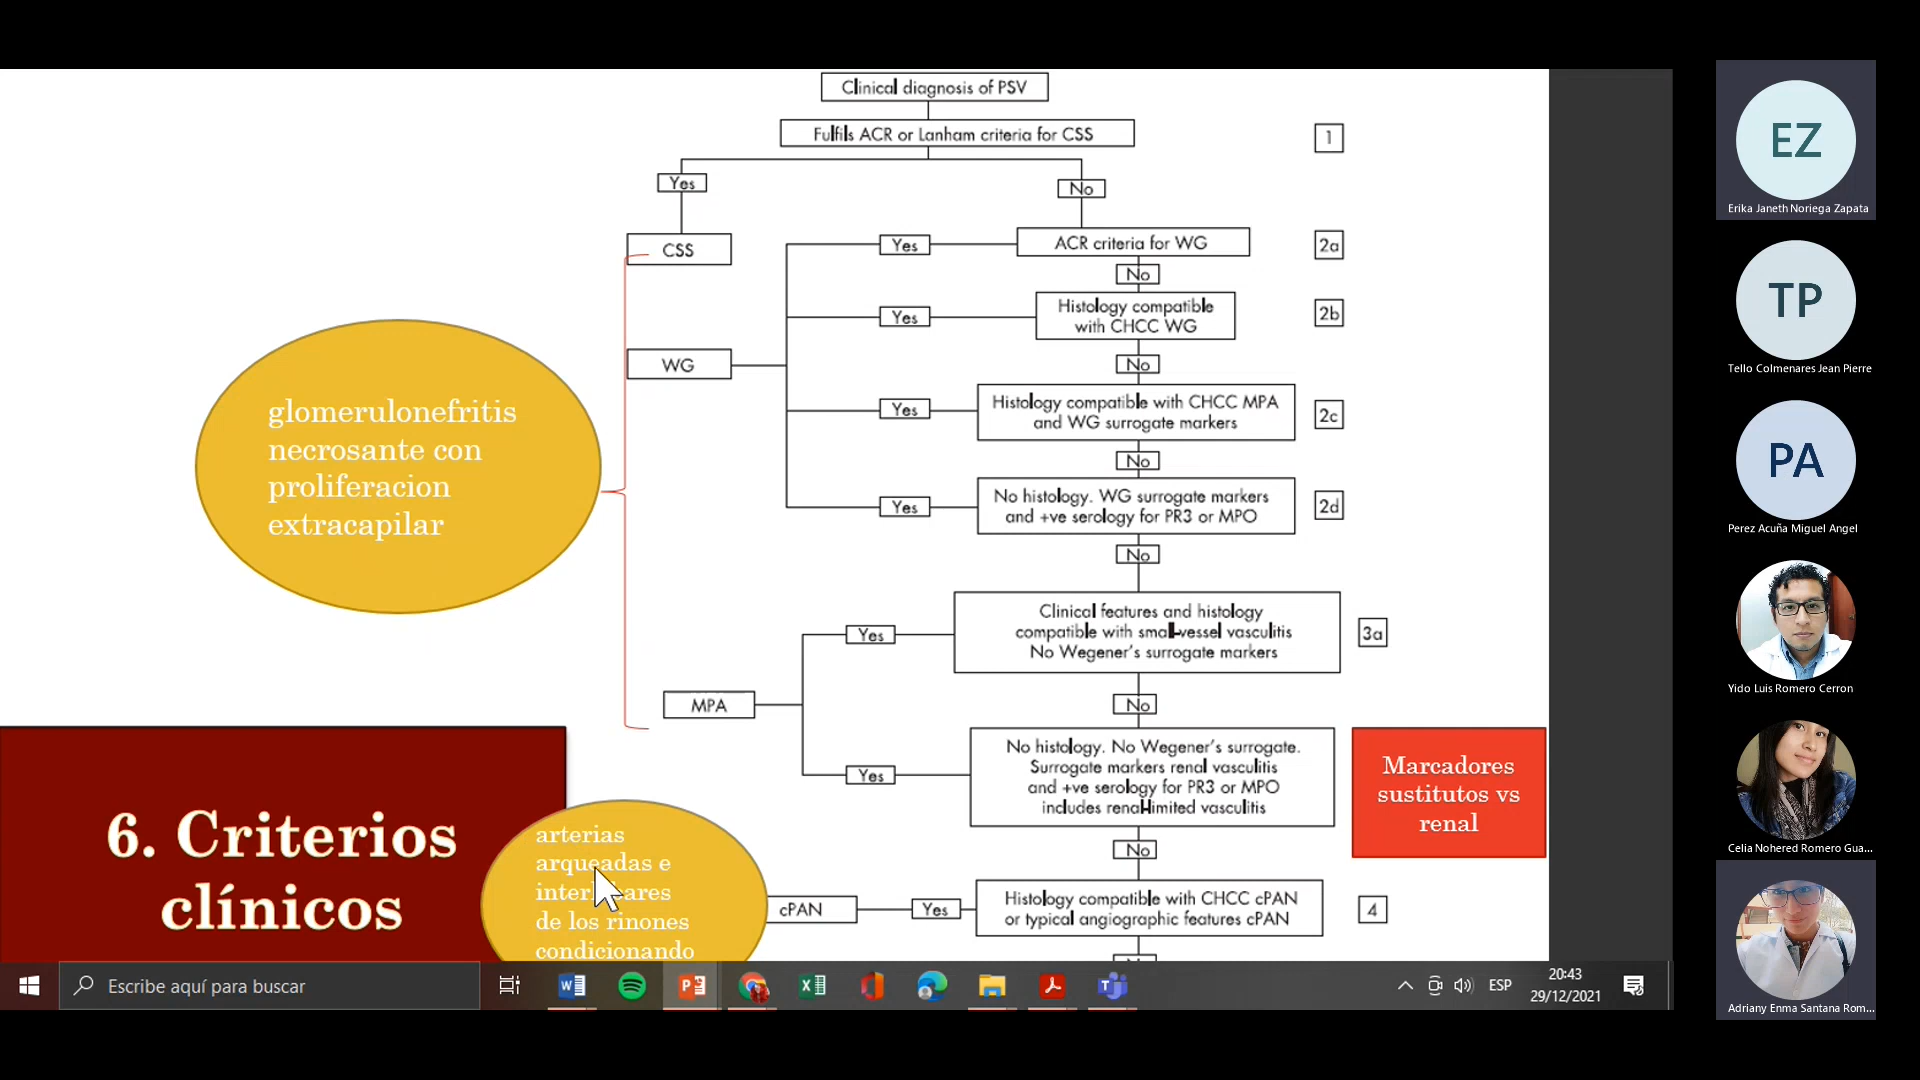 Clinical diagnosis of PSV
Fulfils ACR or Lanham criteria for CSS
1
Yes
No
CSS
Yes
ACR criteria for WG
2a
No
Yes
Histology compatible
with CHCC WG
2b
WG
No
Yes
Histology compatible with CHCC MPA
and WG surrogate markers
2c
No
Yes
No histology. WG surrogate markers
and +ve serology for PR3 or MPO
2d
No
glomerulonefritis
necrosante con
proliferacion
extracapilar
Yes
Clinical features and histology
compatible with small-vessel vasculitis
No Wegener's surrogate markers
3a
MPA
No
Yes
No histology. No Wegener's surrogate.
Surrogate markers renal vasculitis
and +ve serology for PR3 or MPO
includes renal-limited vasculitis
Marcadores
sustitutos vs
renal
No
6. Criterios
clínicos
arterias
arqueadas e
de los rinones
condicionando
cPAN
Yes
Histology compatible with CHCC cPAN
or typical angiographic features cPAN
4
Escribe aquí para buscar
ESP
20:43
29/12/2021
EZ
Erika Janeth Noriega Zapata
TP
Tello Colmenares Jean Pierre
PA
Perez Acuña Miguel Angel
Yido Luis Romero Cerron
Celia Nohered Romero Gua...
Adriany Enma Santana Rom...